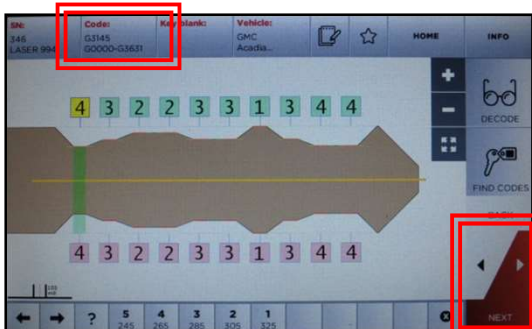 SN:
346
LASER 994
Code:
G3145
G0000-G3631
Vehicle:
GMC
Acadia...
HOME
INFO
4 3 2 2 3 3 1 3 4 4
DECODE
FIND CODES
4 3 2 2 3 3 1 3 4 4
NEXT
?
5 4 3 2 1
245 265 285 305 325